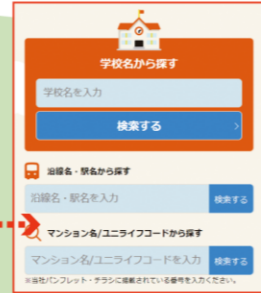 学校名から探す
学校名を入力
検索する
沿線名・駅名から探す
沿線名・駅名を入力
検索する
マンション名/ユニライフコードから探す
マンション名/ユニライフコードを入力
検索する
※当社パンフレット・チラシに掲載されている番号を入力ください。